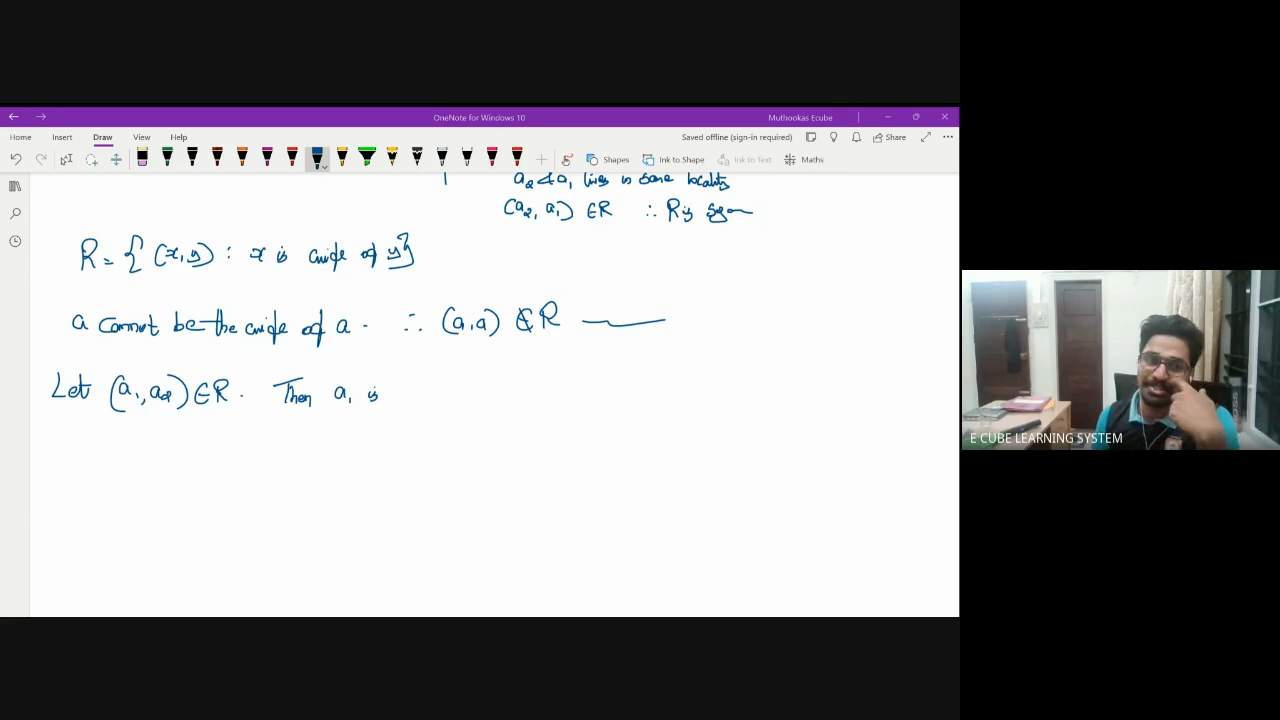 OneNote for Windows 10
Muthookas Ecube
Home Insert Draw View Help
Saved offline (sign-in required) Share
Shapes Ink to Shape Ink to Text Maths
a₂ & a₁ lives in same locality
(a₂, a₁) ∈ R ∴ R is sym
R = { (x,y) : x is wife of y}
a cannot be the wife of a. ∴ (a,a) ∉ R
Let (a₁, a₂) ∈ R. Then a₁ is
E CUBE LEARNING SYSTEM